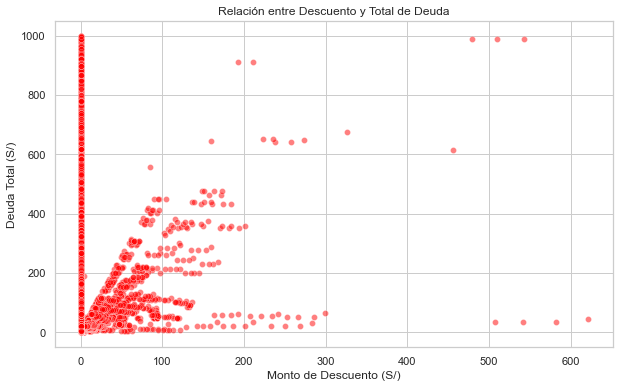 Relación entre Descuento y Total de Deuda
Deuda Total (S/)
1000
800
600
400
200
0
0 100 200 300 400 500 600
Monto de Descuento (S/)